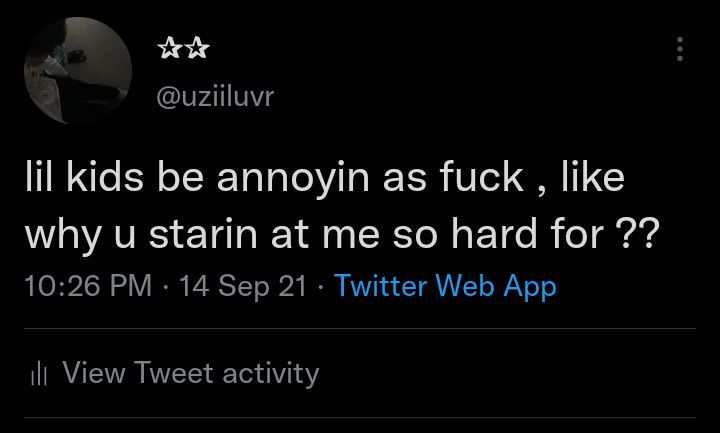 ☆☆
@uziiluvr
lil kids be annoyin as fuck , like
why u starin at me so hard for ??
10:26 PM · 14 Sep 21 · Twitter Web App
View Tweet activity